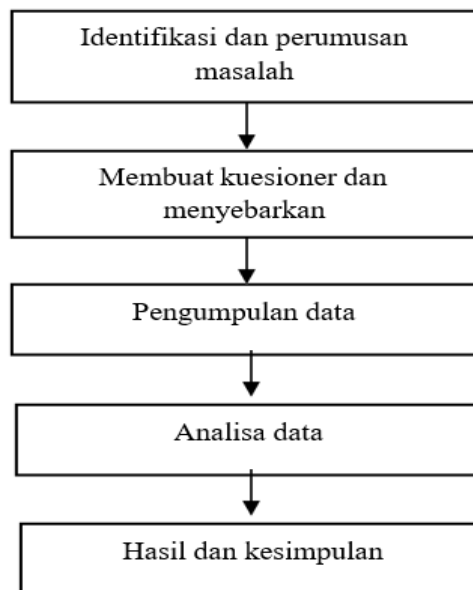 Identifikasi dan perumusan
masalah
Membuat kuesioner dan
menyebarkan
Pengumpulan data
Analisa data
Hasil dan kesimpulan